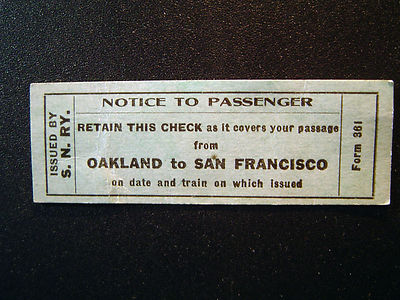 ISSUED BY
S. N. RY.
NOTICE TO PASSENGER
RETAIN THIS CHECK as it covers your passage
from
OAKLAND to SAN FRANCISCO
on date and train on which issued
Form 361